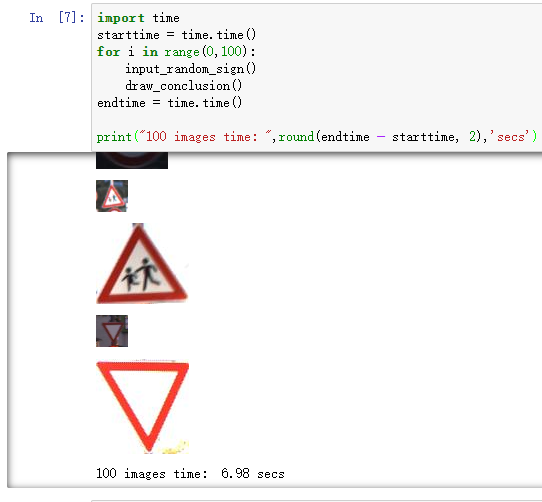 In [7]:
import time
starttime = time.time()
for i in range(0,100):
    input_random_sign()
    draw_conclusion()
endtime = time.time()
print("100 images time: ",round(endtime - starttime, 2),'secs')
100 images time:  6.98 secs